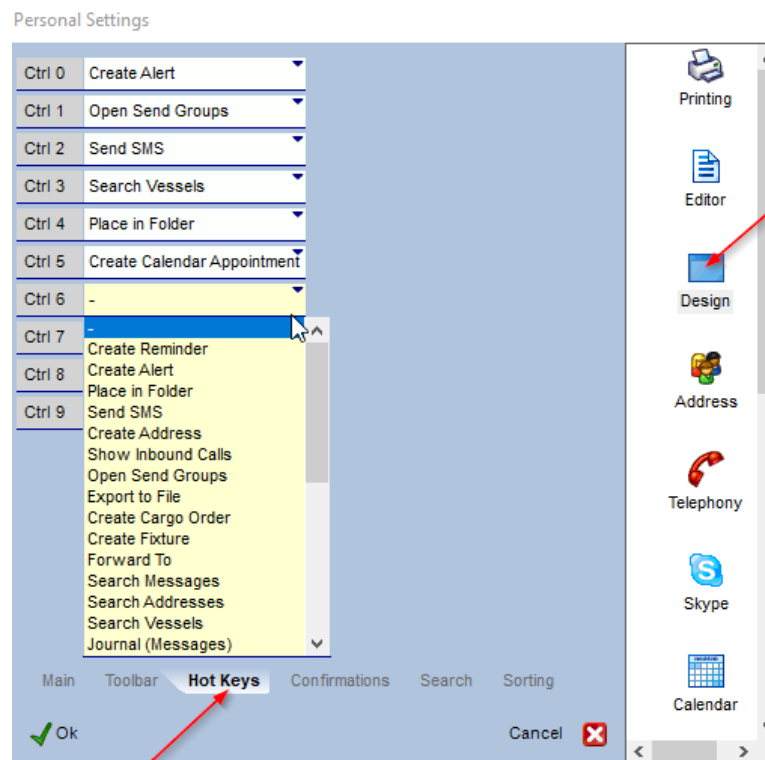 Personal Settings
Ctrl 0 Create Alert
Ctrl 1 Open Send Groups
Ctrl 2 Send SMS
Ctrl 3 Search Vessels
Ctrl 4 Place in Folder
Ctrl 5 Create Calendar Appointment
Ctrl 6 -
Ctrl 7
Ctrl 8
Ctrl 9
-
Create Reminder
Create Alert
Place in Folder
Send SMS
Create Address
Show Inbound Calls
Open Send Groups
Export to File
Create Cargo Order
Create Fixture
Forward To
Search Messages
Search Addresses
Search Vessels
Journal (Messages)
Main Toolbar Hot Keys Confirmations Search Sorting
Ok Cancel
Printing
Editor
Design
Address
Telephony
Skype
Calendar